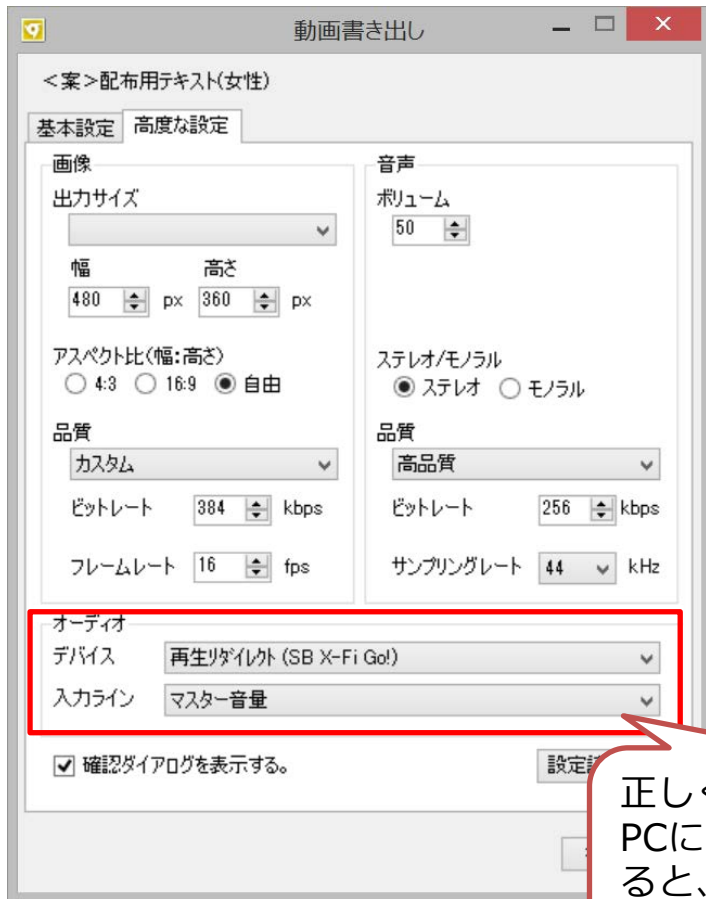 動画書き出し
<案>配布用テキスト(女性)
基本設定 高度な設定
画像
出力サイズ
幅 高さ
480 px 360 px
アスペクト比(幅:高さ)
4:3 16:9 自由
品質
カスタム
ビットレート 384 kbps
フレームレート 16 fps
音声
ボリューム
50
ステレオ/モノラル
ステレオ モノラル
品質
高品質
ビットレート 256 kbps
サンプリングレート 44 kHz
オーディオ
デバイス 再生リダイレクト (SB X-Fi Go!)
入力ライン マスター音量
確認ダイアログを表示する。
設定
正し
PCに
ると、